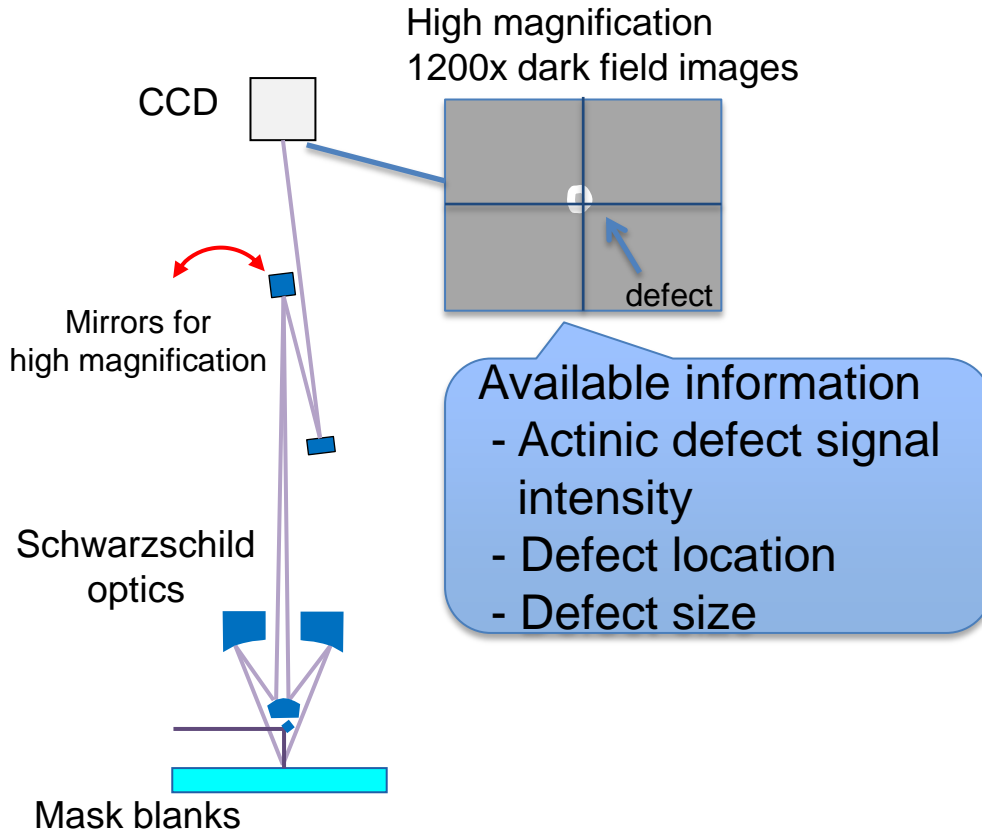 High magnification
1200x dark field images
CCD
defect
Mirrors for
high magnification
Available information
- Actinic defect signal
intensity
- Defect location
- Defect size
Schwarzschild
optics
Mask blanks